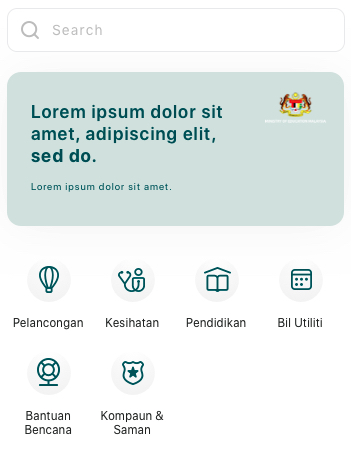 Search
Lorem ipsum dolor sit
amet, adipiscing elit,
sed do.
Lorem ipsum dolor sit amet.
Pelancongan
Kesihatan
Pendidikan
Bil Utiliti
Bantuan
Bencana
Kompaun &
Saman